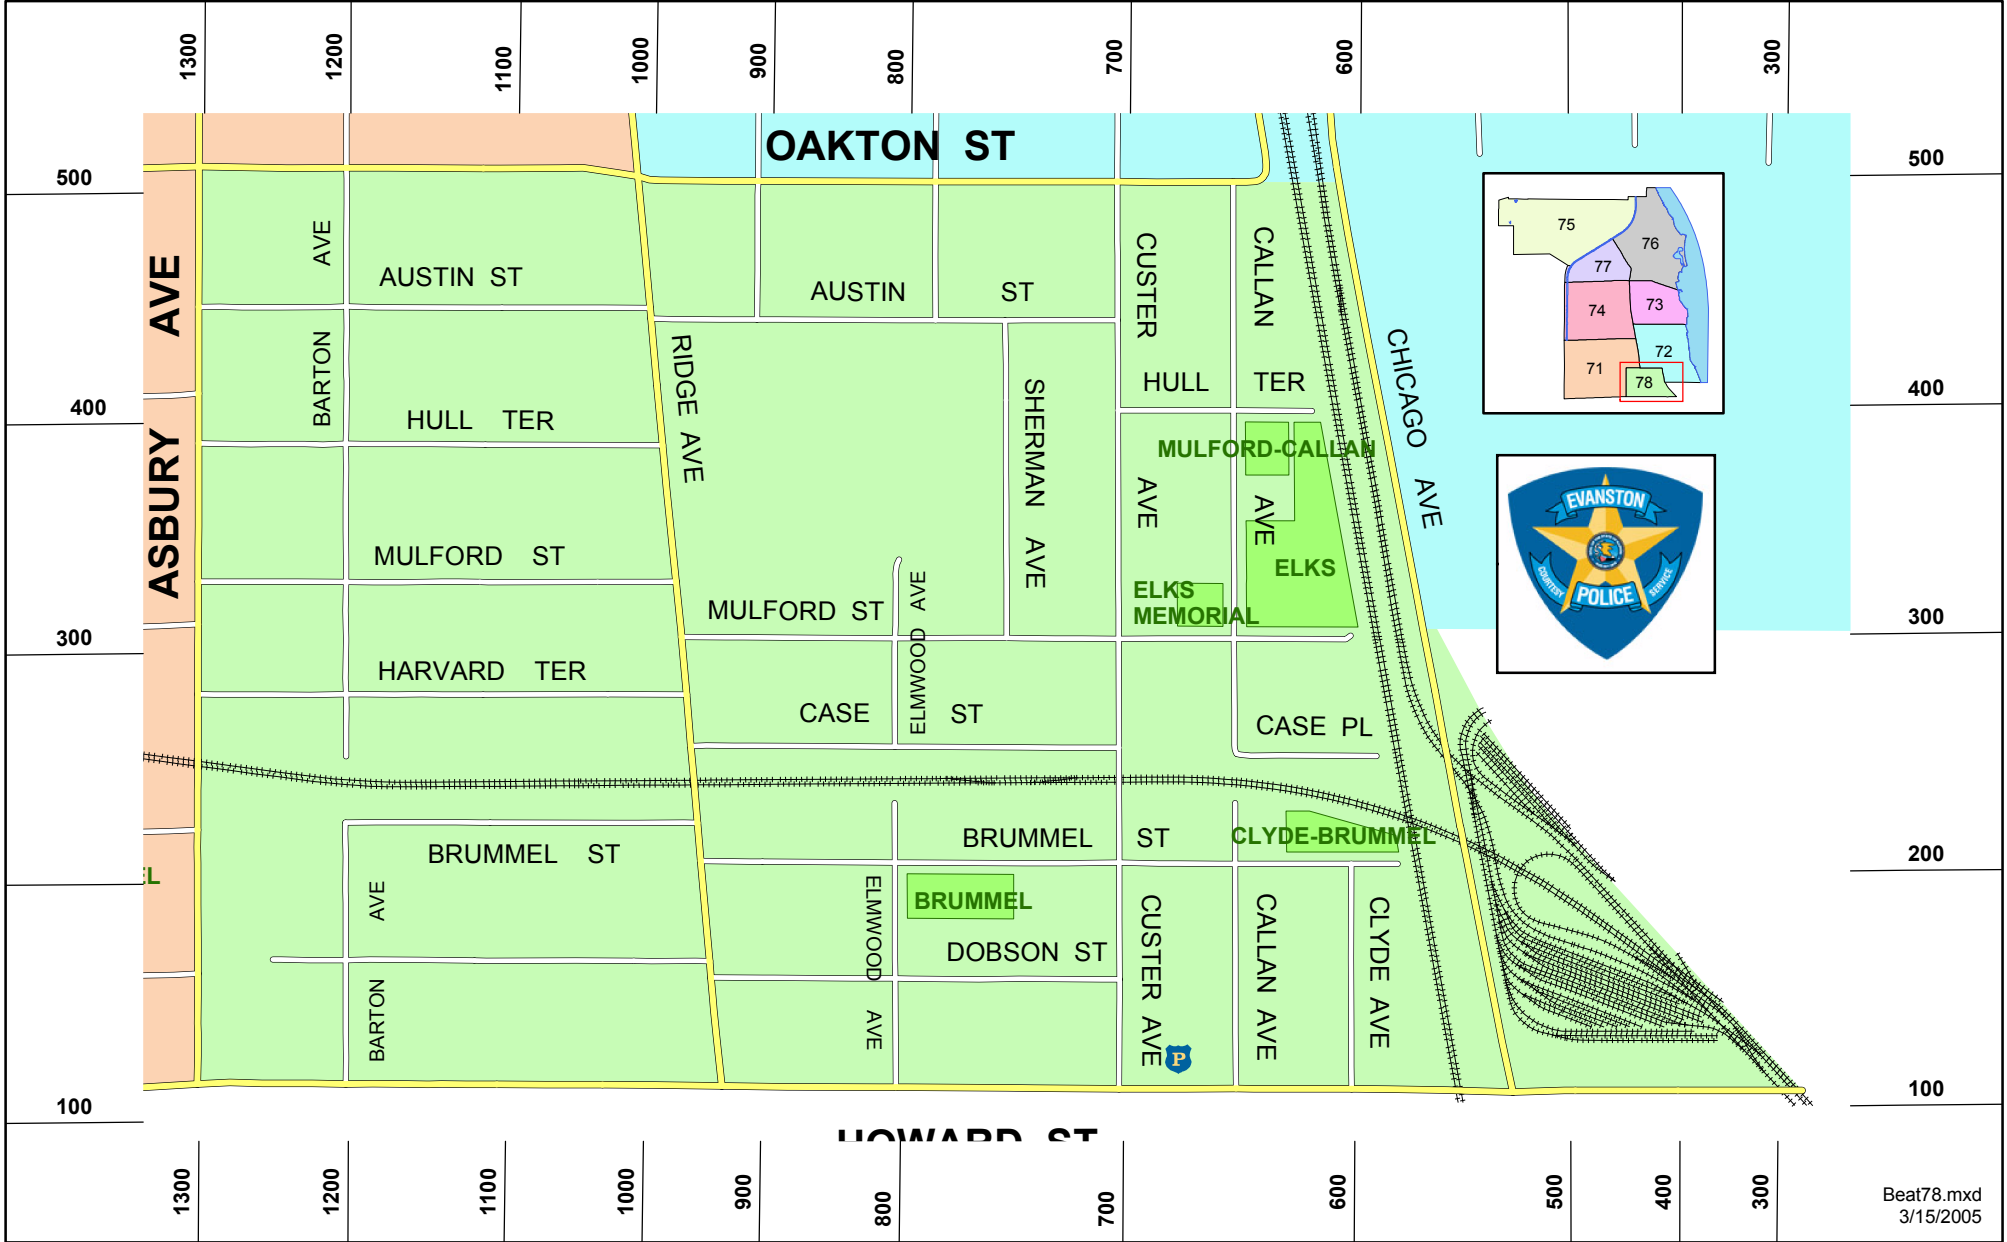 1300 1200 1100 1000 900 800 700 600 300
OAKTON ST
500 500
AVE
AUSTIN ST
AUSTIN ST
CUSTER
CALLAN
75
76
77
74
73
72
71
78
BARTON
RIDGE AVE
HULL TER
CHICAGO AVE
400 400
ASBURY AVE
HULL TER
SHERMAN AVE
MULFORD-CALLAN
AVE
AVE
EVANSTON
POLICE
COURTESY
SERVICE
MULFORD ST
ELKS
ELKS
MEMORIAL
MULFORD ST
ELMWOOD AVE
300 300
HARVARD TER
CASE ST
CASE PL
BRUMMEL ST
CLYDE-BRUMMEL
BRUMMEL ST
200
EL
AVE
ELMWOOD AVE
BRUMMEL
CUSTER AVE
CALLAN AVE
CLYDE AVE
DOBSON ST
BARTON
P
100 100
HOWARD ST
1300 1200 1100 1000 900 800 700 600 500 400 300
Beat78.mxd
3/15/2005